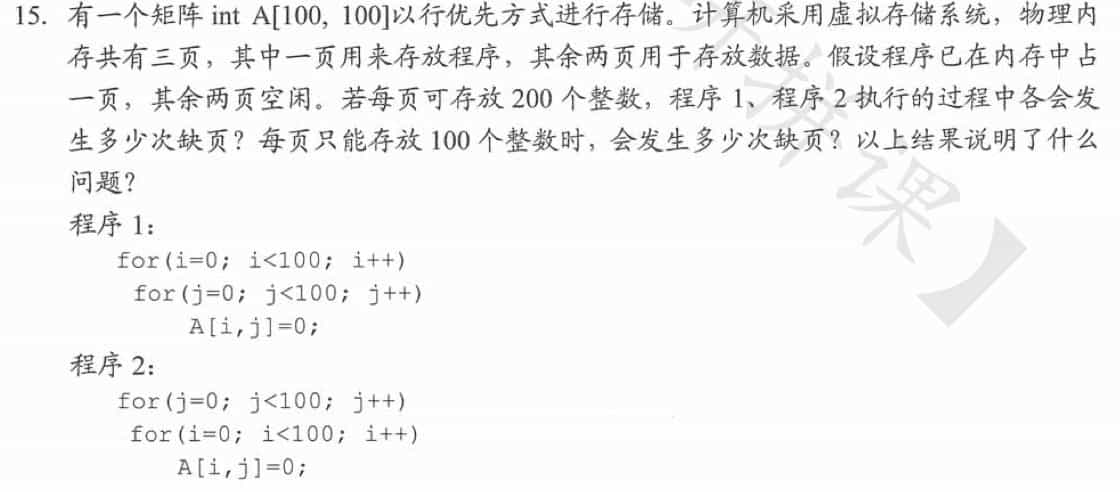 15. 有一个矩阵 int A[100, 100]以行优先方式进行存储。计算机采用虚拟存储系统，物理内
存共有三页，其中一页用来存放程序，其余两页用于存放数据。假设程序已在内存中占
一页，其余两页空闲。若每页可存放 200 个整数，程序 1、程序 2 执行的过程中各会发
生多少次缺页？每页只能存放 100 个整数时，会发生多少次缺页？以上结果说明了什么
问题？
程序 1:
for(i=0; i<100; i++)
for(j=0; j<100; j++)
A[i,j]=0;
程序 2:
for(j=0; j<100; j++)
for(i=0; i<100; i++)
A[i,j]=0;
课】